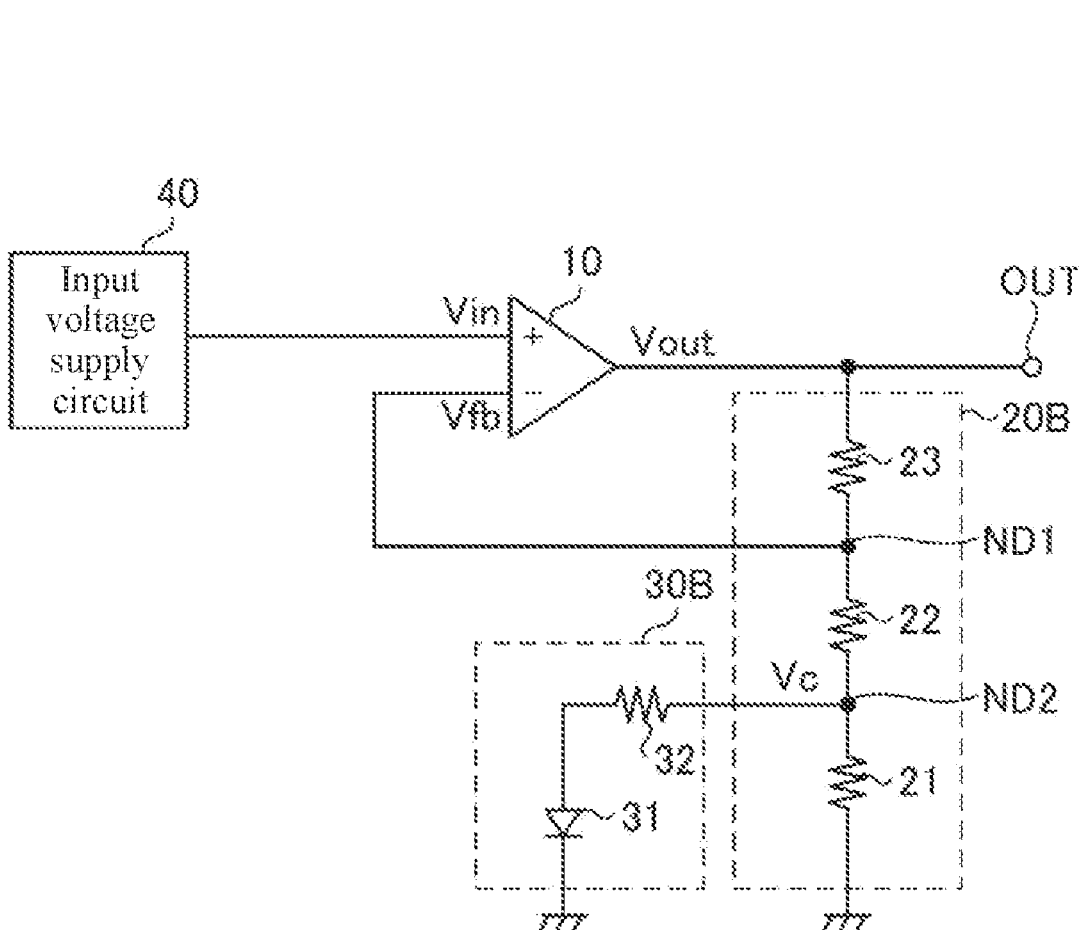 40
Input
voltage
supply
circuit
10
OUT
Vin
+
Vout
-
Vfb
20B
23
ND1
30B
22
Vc
ND2
32
21
31